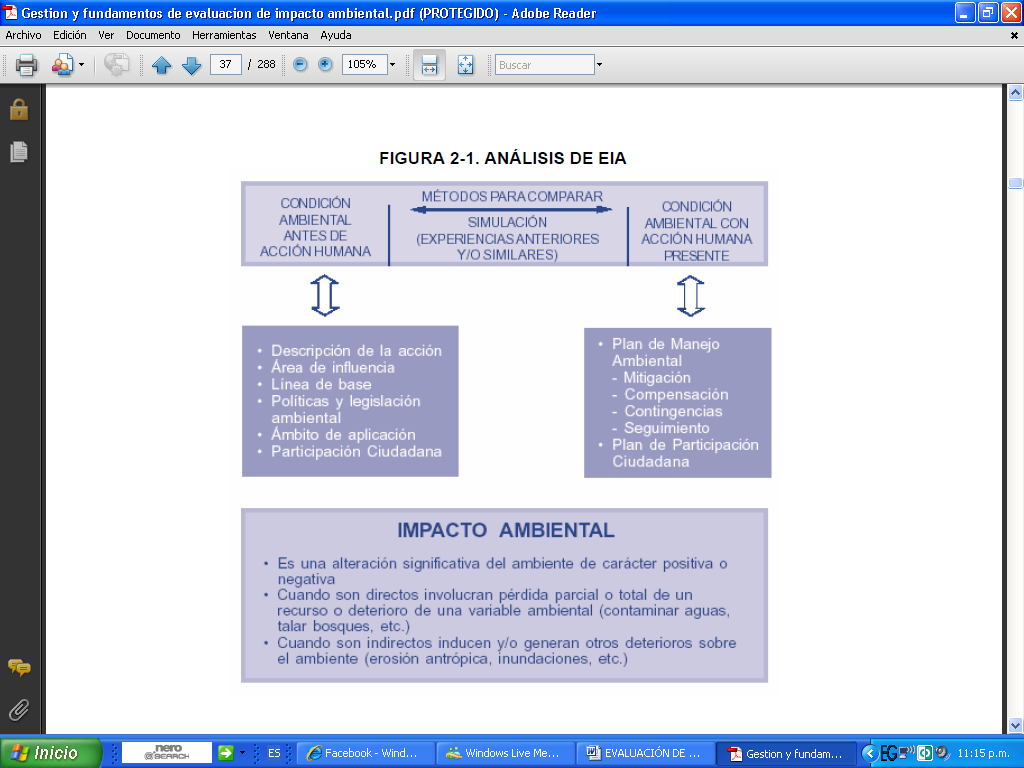 Gestion y fundamentos de evaluacion de impacto ambiental.pdf (PROTEGIDO) - Adobe Reader
Archivo Edición Ver Documento Herramientas Ventana Ayuda
37 / 288 105% Buscar
FIGURA 2-1. ANÁLISIS DE EIA
CONDICIÓN
AMBIENTAL
ANTES DE
ACCIÓN HUMANA
MÉTODOS PARA COMPARAR
SIMULACIÓN
(EXPERIENCIAS ANTERIORES
Y/O SIMILARES)
CONDICIÓN
AMBIENTAL CON
ACCIÓN HUMANA
PRESENTE
• Descripción de la acción
• Área de influencia
• Línea de base
• Políticas y legislación
ambiental
• Ámbito de aplicación
• Participación Ciudadana
• Plan de Manejo
Ambiental
- Mitigación
- Compensación
- Contingencias
- Seguimiento
• Plan de Participación
Ciudadana
IMPACTO AMBIENTAL
• Es una alteración significativa del ambiente de carácter positiva o
negativa
• Cuando son directos involucran pérdida parcial o total de un
recurso o deterioro de una variable ambiental (contaminar aguas,
talar bosques, etc.)
• Cuando son indirectos inducen y/o generan otros deterioros sobre
el ambiente (erosión antrópica, inundaciones, etc.)
Inicio nero SEARCH ES Facebook - Wind... Windows Live Me... EVALUACIÓN DE ... Gestion y fundam... EG 11:15 p.m.